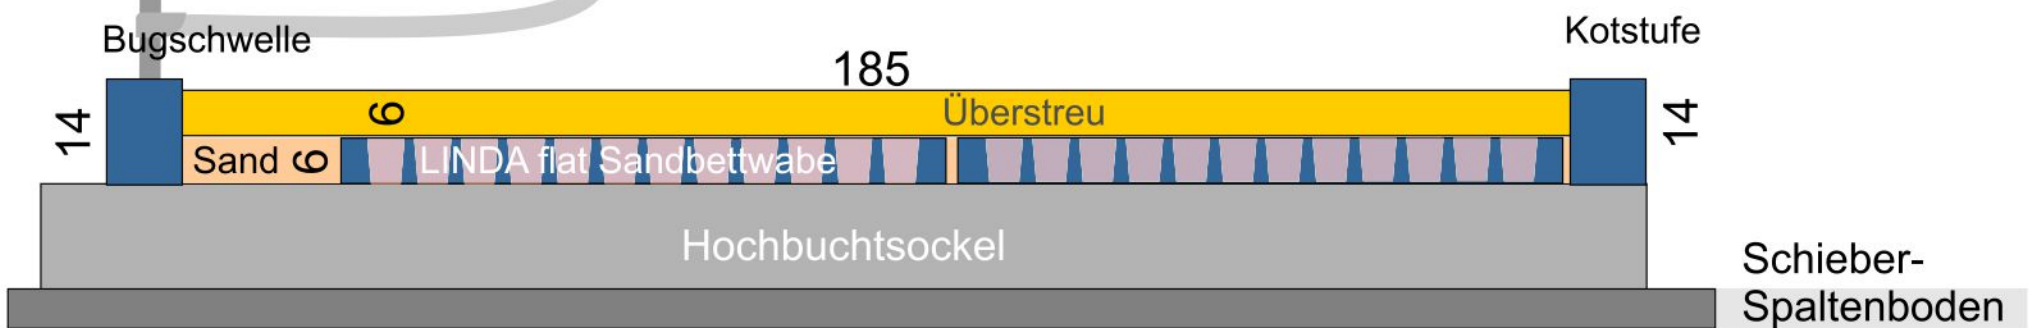 Bugschwelle
Kotstufe
185
14
6
Überstreu
14
Sand 6
LINDA flat Sandbettwabe
Hochbuchtsockel
Schieber-
Spaltenboden